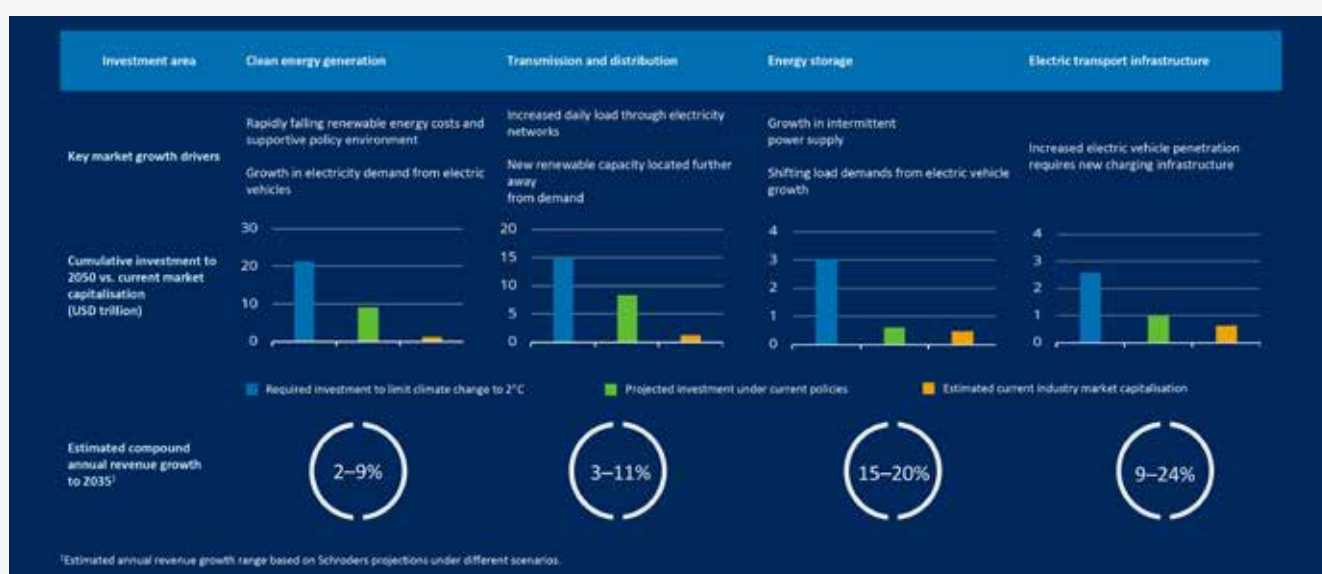 Investment area
Clean energy generation
Transmission and distribution
Energy storage
Electric transport infrastructure
Key market growth drivers
Rapidly falling renewable energy costs and
supportive policy environment
Growth in electricity demand from electric
vehicles
Increased daily load through electricity
networks
New renewable capacity located further
away
from demand
Growth in intermittent
power supply
Shifting load demands from electric vehicle
growth
Increased electric vehicle penetration
requires new charging infrastructure
Cumulative investment to
2050 vs. current market
capitalisation
(USD trillion)
30
20
10
0
20
15
10
5
0
4
3
2
1
0
4
3
2
1
0
Required investment to limit climate change to 2°C
Projected investment under current policies
Estimated current industry market capitalisation
Estimated compound
annual revenue growth
to 2035¹
2–9%
3–11%
15–20%
9–24%
¹Estimated annual revenue growth range based on Schroders projections under different scenarios.